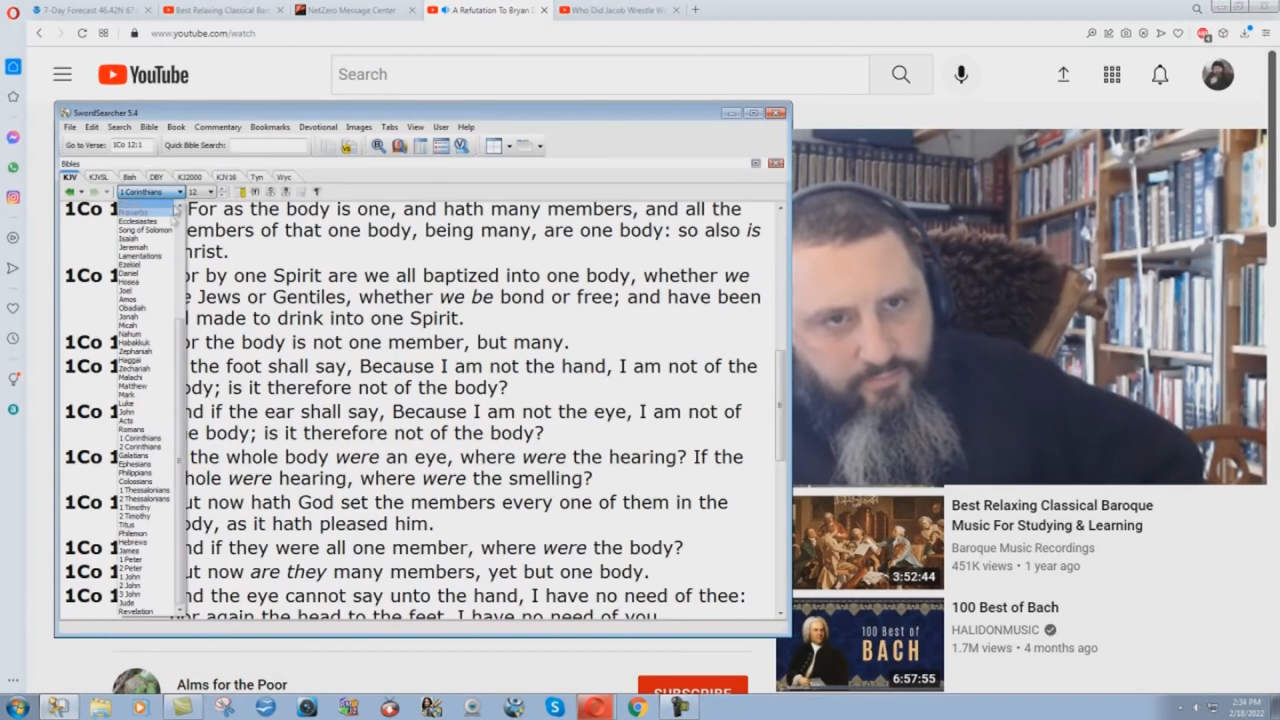 7-Day Forecast 46.42N 67.
Best Relaxing Classical Bar
NetZero Message Center
A Refutation To Bryan
Who Did Jacob Wrestle W
www.youtube.com/watch
4
YouTube
Search
SwordSearcher 5.4
File Edit Search Bible Book Commentary Bookmarks Devotional Images Tabs View User Help
Go to Verse: 1Co 12:1 Quick Bible Search:
Bibles
KJV KJVSL Bish DBY KJ2000 KJV16 Tyn Wyc
1 Corinthians 12
Proverbs
Ecclesiastes
Song of Solomon
Isaiah
Jeremiah
Lamentations
Ezekiel
Daniel
Hosea
Joel
Amos
Obadiah
Jonah
Micah
Nahum
Habakkuk
Zephaniah
Haggai
Zechariah
Malachi
Matthew
Mark
Luke
John
Acts
Romans
1 Corinthians
2 Corinthians
Galatians
Ephesians
Philippians
Colossians
1 Thessalonians
2 Thessalonians
1 Timothy
2 Timothy
Titus
Philemon
Hebrews
James
1 Peter
2 Peter
1 John
2 John
3 John
Jude
Revelation
1Co 1 For as the body is one, and hath many members, and all the
embers of that one body, being many, are one body: so also is
hrist.
1Co 1 or by one Spirit are we all baptized into one body, whether we
e Jews or Gentiles, whether we be bond or free; and have been
l made to drink into one Spirit.
1Co 1 or the body is not one member, but many.
1Co 1 the foot shall say, Because I am not the hand, I am not of the
ody; is it therefore not of the body?
1Co 1 nd if the ear shall say, Because I am not the eye, I am not of
e body; is it therefore not of the body?
1Co 1 the whole body were an eye, where were the hearing? If the
hole were hearing, where were the smelling?
1Co 1 ut now hath God set the members every one of them in the
ody, as it hath pleased him.
1Co 1 nd if they were all one member, where were the body?
1Co 1 ut now are they many members, yet but one body.
1Co 1 nd the eye cannot say unto the hand, I have no need of thee:
or again the head to the feet, I have no need of you.
Best Relaxing Classical Baroque
Music For Studying & Learning
Baroque Music Recordings
451K views • 1 year ago
3:52:44
100 Best of
BACH
6:57:55
100 Best of Bach
HALIDONMUSIC
1.7M views • 4 months ago
Alms for the Poor
SUBSCRIBE
2:34 PM
2/18/2022